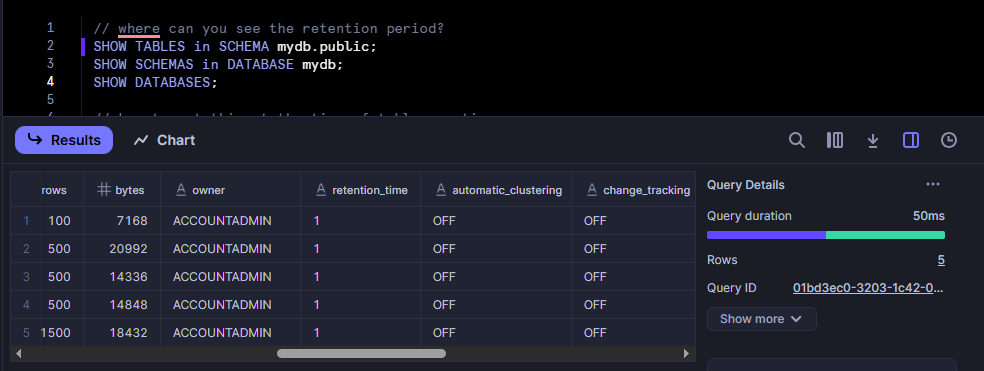 1 // where can you see the retention period?
2 SHOW TABLES in SCHEMA mydb.public;
3 SHOW SCHEMAS in DATABASE mydb;
4 SHOW DATABASES;
5
Results Chart
rows bytes owner retention_time automatic_clustering change_tracking
1 100 7168 ACCOUNTADMIN 1 OFF OFF
2 500 20992 ACCOUNTADMIN 1 OFF OFF
3 500 14336 ACCOUNTADMIN 1 OFF OFF
4 500 14848 ACCOUNTADMIN 1 OFF OFF
5 1500 18432 ACCOUNTADMIN 1 OFF OFF
Query Details
Query duration 50ms
Rows 5
Query ID 01bd3ec0-3203-1c42-0...
Show more